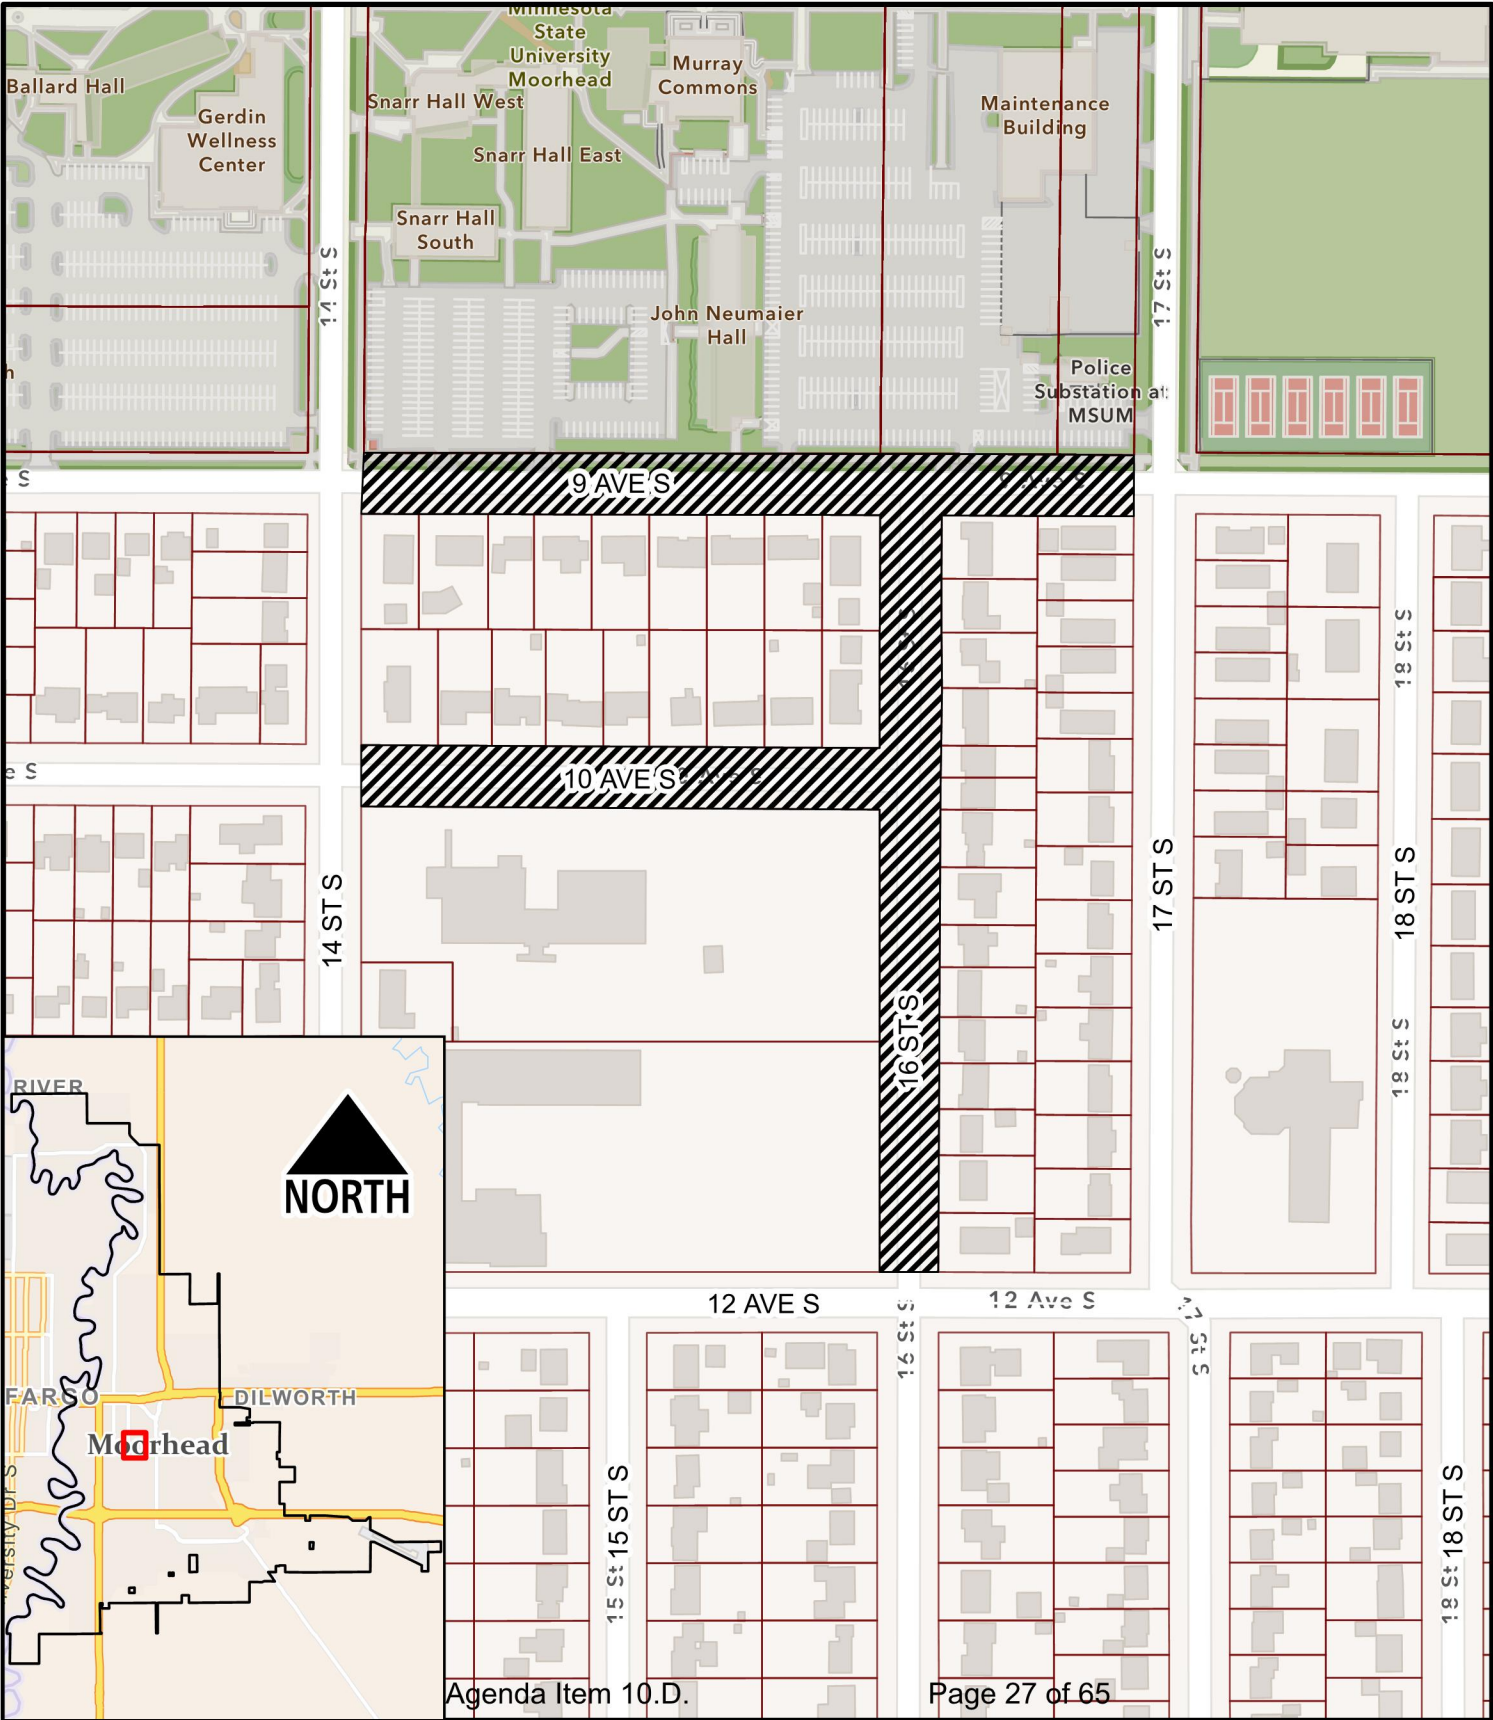 Minnesota
State
University
Moorhead
Murray
Commons
Ballard Hall
Snarr Hall West
Maintenance
Building
Gerdin
Wellness
Center
Snarr Hall East
Snarr Hall
South
14 St S
17 St S
John Neumaier
Hall
Police
Substation at
MSUM
S
9 AVE S
9 Ave S
18 St S
e S
10 AVE S
Ave S
14 ST S
17 ST S
18 ST S
16 ST S
18 St S
RIVER
NORTH
12 AVE S
12 Ave S
16 St S
17 St S
FARGO
DILWORTH
Moorhead
15 ST S
15 St
18 ST S
18 St
Agenda Item 10.D.
Page 27 of 65